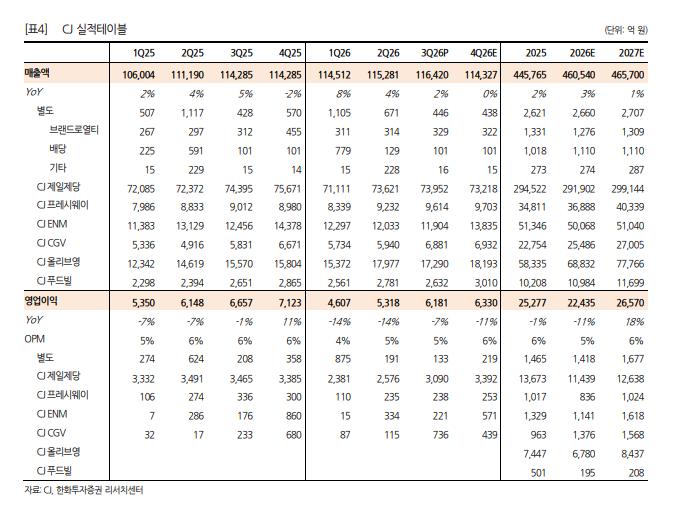 [표4] CJ 실적테이블 (단위: 억 원)
1Q25 2Q25 3Q25 4Q25 1Q26 2Q26 3Q26P 4Q26E 2025 2026E 2027E
매출액 106,004 111,190 114,285 114,285 114,512 115,281 116,420 114,327 445,765 460,540 465,700
YoY 2% 4% 5% -2% 8% 4% 2% 0% 2% 3% 1%
별도 507 1,117 428 570 1,105 671 446 438 2,621 2,660 2,707
브랜드로열티 267 297 312 455 311 314 329 322 1,331 1,276 1,309
배당 225 591 101 101 779 129 101 101 1,018 1,110 1,110
기타 15 229 15 14 15 228 16 15 273 274 287
CJ 제일제당 72,085 72,372 74,395 75,671 71,111 73,621 73,952 73,218 294,522 291,902 299,144
CJ 프레시웨이 7,986 8,833 9,012 8,980 8,339 9,232 9,614 9,703 34,811 36,888 40,339
CJ ENM 11,383 13,129 12,456 14,378 12,297 12,033 11,904 13,835 51,346 50,068 51,040
CJ CGV 5,336 4,916 5,831 6,671 5,734 5,940 6,881 6,932 22,754 25,486 27,005
CJ 올리브영 12,342 14,619 15,570 15,804 15,372 17,977 17,290 18,193 58,335 68,832 77,766
CJ 푸드빌 2,298 2,394 2,651 2,865 2,561 2,781 2,632 3,010 10,208 10,984 11,699
영업이익 5,350 6,148 6,657 7,123 4,607 5,318 6,181 6,330 25,277 22,435 26,570
YoY -7% -7% -1% 11% -14% -14% -7% -11% -1% -11% 18%
OPM 5% 6% 6% 6% 4% 5% 5% 6% 6% 5% 6%
별도 274 624 208 358 875 191 133 219 1,465 1,418 1,677
CJ 제일제당 3,332 3,491 3,465 3,385 2,381 2,576 3,090 3,392 13,673 11,439 12,638
CJ 프레시웨이 106 274 336 300 110 235 238 253 1,017 836 1,024
CJ ENM 7 286 176 860 15 334 221 571 1,329 1,141 1,618
CJ CGV 32 17 233 680 87 115 736 439 963 1,376 1,568
CJ 올리브영 7,447 6,780 8,437
CJ 푸드빌 501 195 208
자료: CJ, 한화투자증권 리서치센터